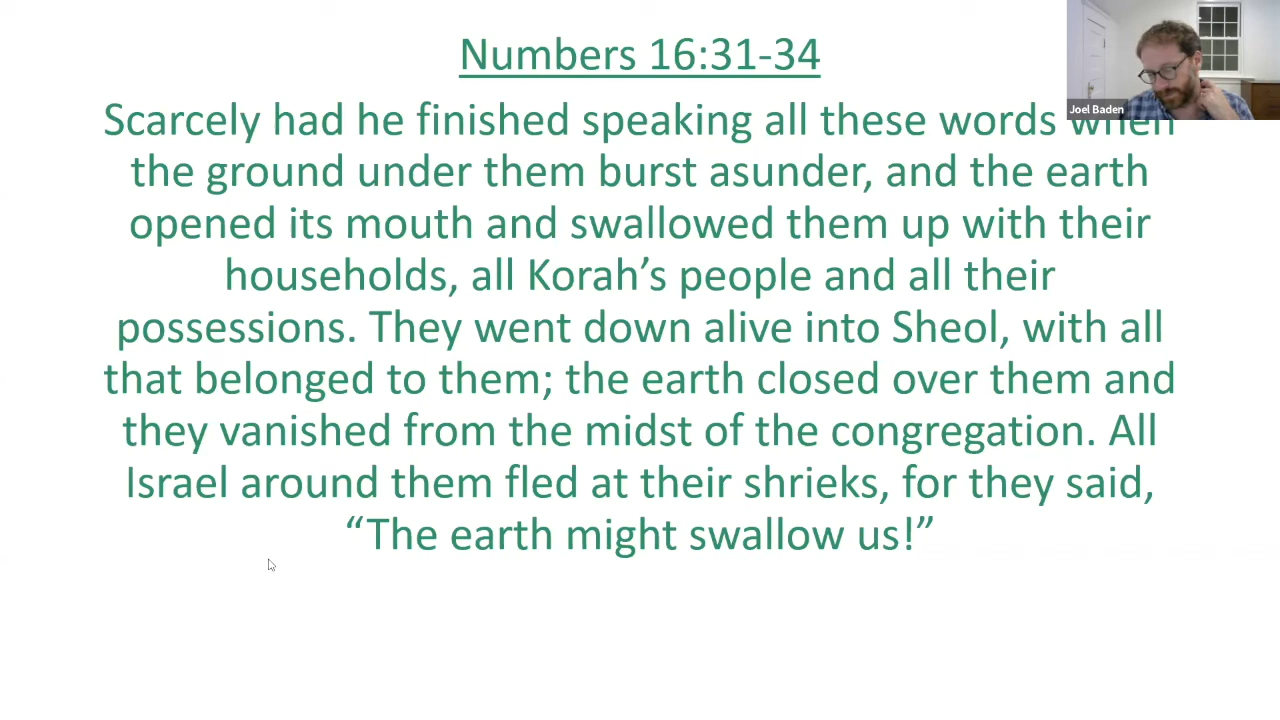 Numbers 16:31-34
Joel Baden
Scarcely had he finished speaking all these words when
the ground under them burst asunder, and the earth
opened its mouth and swallowed them up with their
households, all Korah’s people and all their
possessions. They went down alive into Sheol, with all
that belonged to them; the earth closed over them and
they vanished from the midst of the congregation. All
Israel around them fled at their shrieks, for they said,
“The earth might swallow us!”